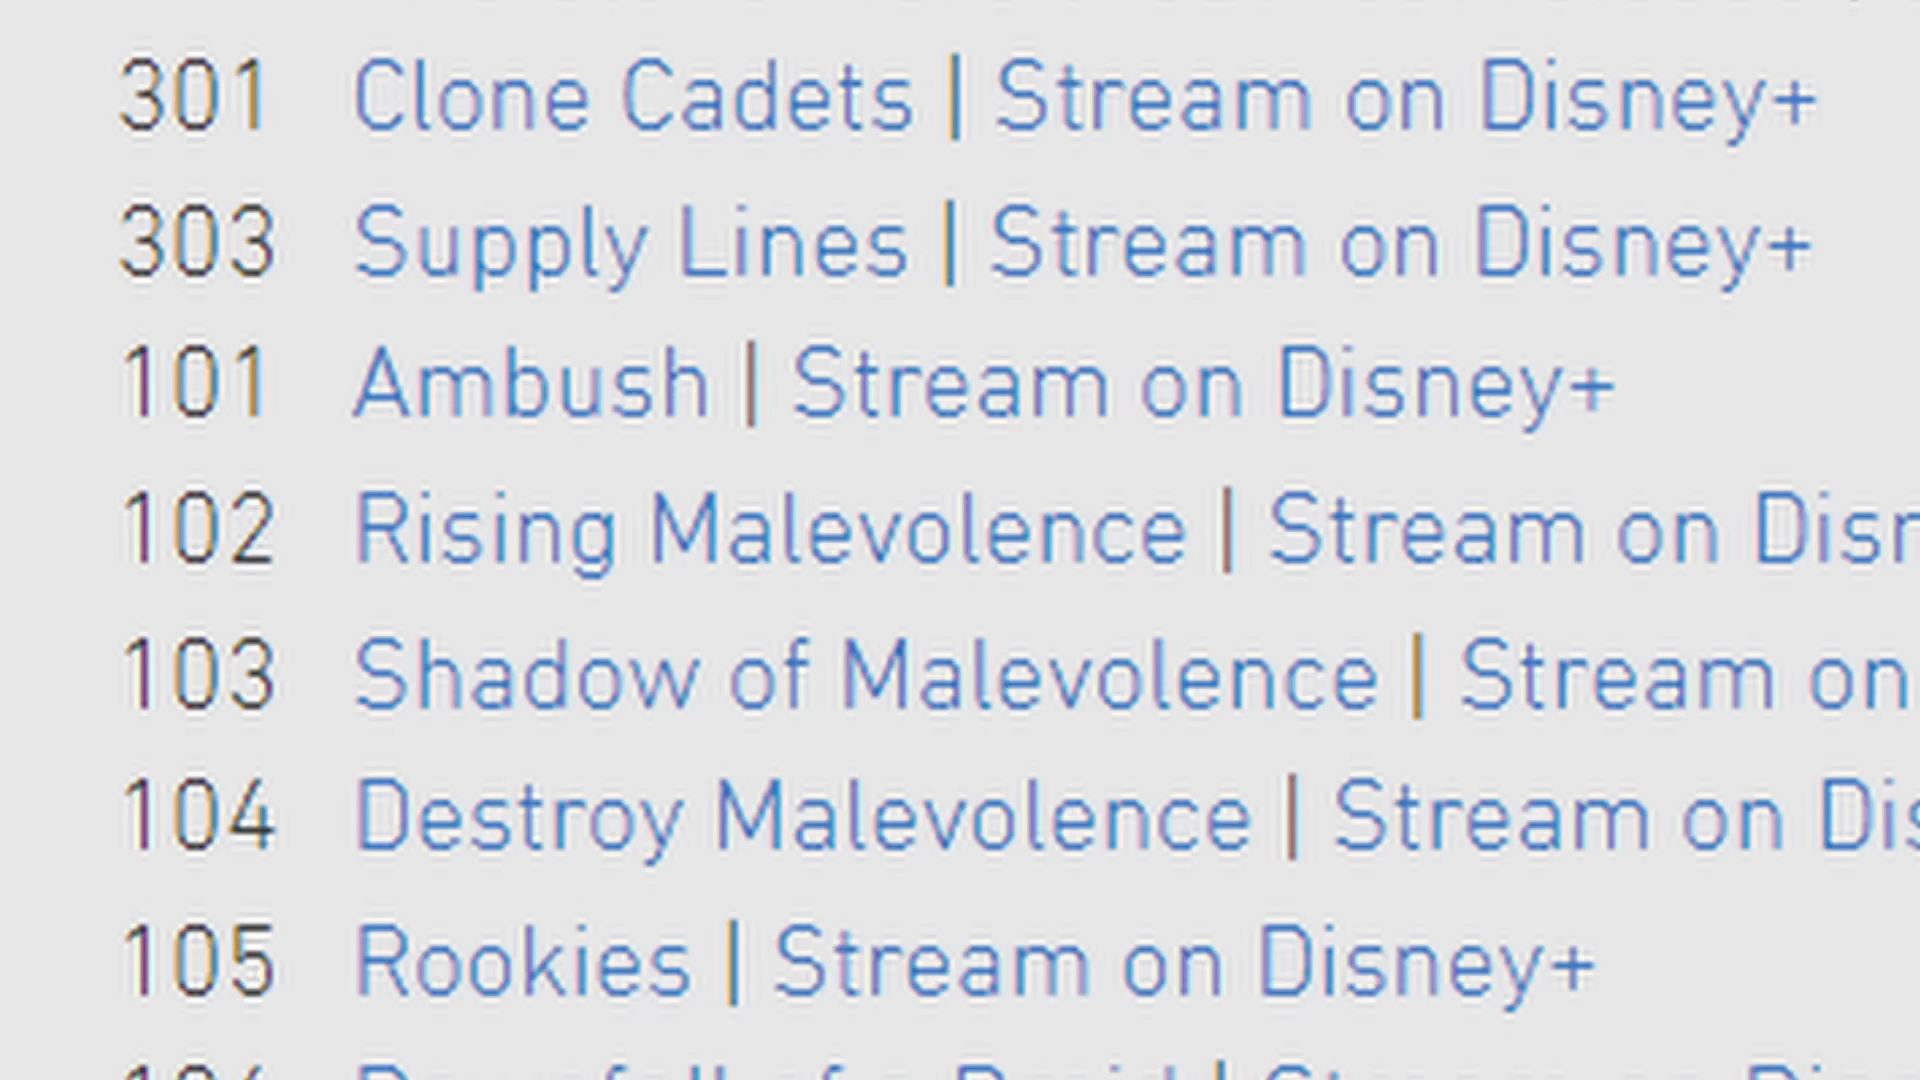 301 Clone Cadets | Stream on Disney+
303 Supply Lines | Stream on Disney+
101 Ambush | Stream on Disney+
102 Rising Malevolence | Stream on Disn
103 Shadow of Malevolence | Stream on
104 Destroy Malevolence | Stream on Dis
105 Rookies | Stream on Disney+